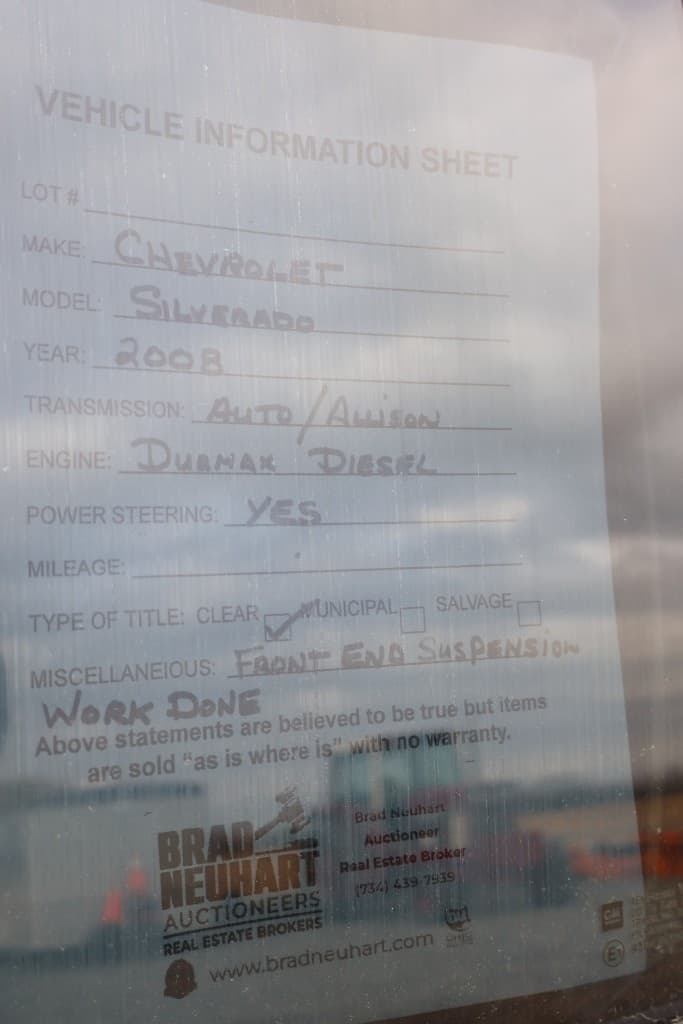 VEHICLE INFORMATION SHEET
LOT #
MAKE: CHEVROLET
MODEL: SILVERADO
YEAR: 2008
TRANSMISSION: AUTO/ALLISON
ENGINE: DURMAX DIESEL
POWER STEERING: YES
MILEAGE:
TYPE OF TITLE: CLEAR MUNICIPAL SALVAGE
MISCELLANEIOUS: FRONT END SUSPENSION
WORK DONE
Above statements are believed to be true but items
are sold "as is where is" with no warranty.
BRAD
NEUHART
AUCTIONEERS
REAL ESTATE BROKERS
Brad Neuhart
Auctioneer
Real Estate Broker
(734) 439-7939
www.bradneuhart.com